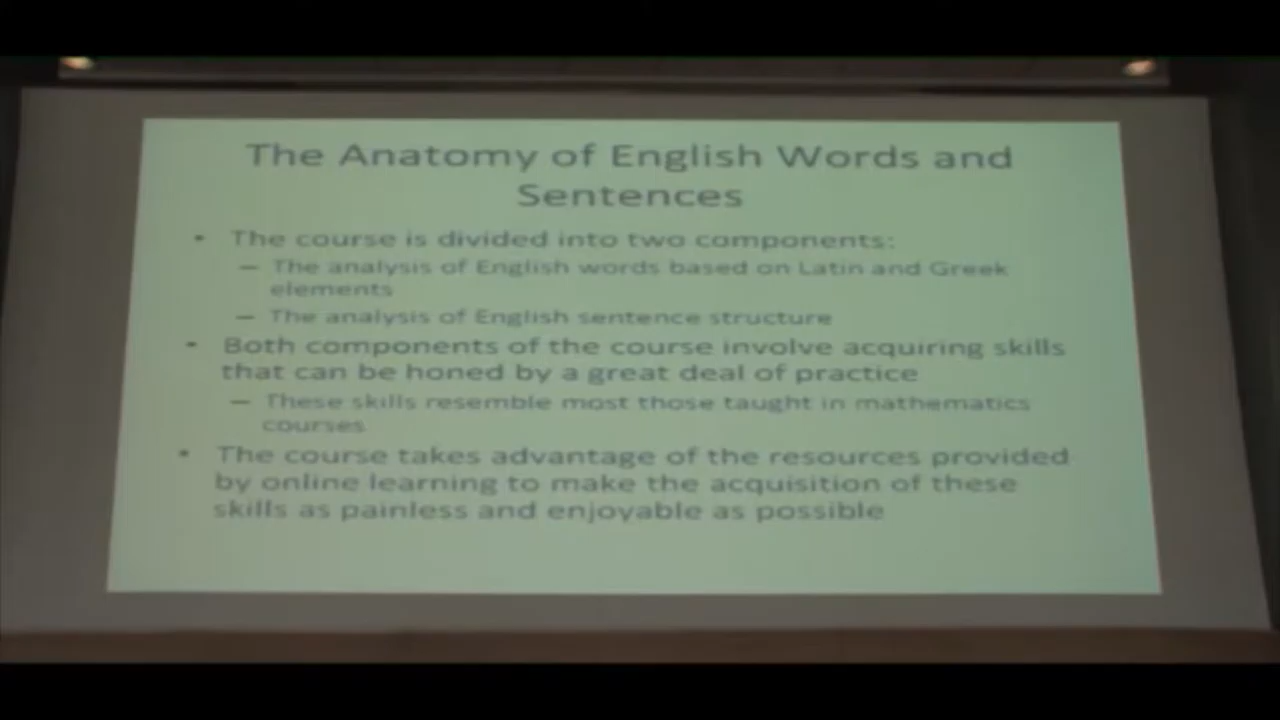 The Anatomy of English Words and
Sentences
• The course is divided into two components:
– The analysis of English words based on Latin and Greek
elements
– The analysis of English sentence structure
• Both components of the course involve acquiring skills
that can be honed by a great deal of practice
– These skills resemble most those taught in mathematics
courses
• The course takes advantage of the resources provided
by online learning to make the acquisition of these
skills as painless and enjoyable as possible